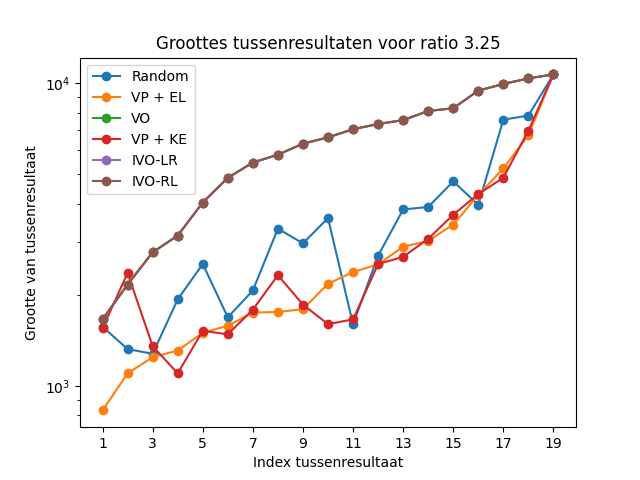 Groottes tussenresultaten voor ratio 3.25
Random
VP + EL
VO
VP + KE
IVO-LR
IVO-RL
Grootte van tussenresultaat
10⁴
10³
1 3 5 7 9 11 13 15 17 19
Index tussenresultaat